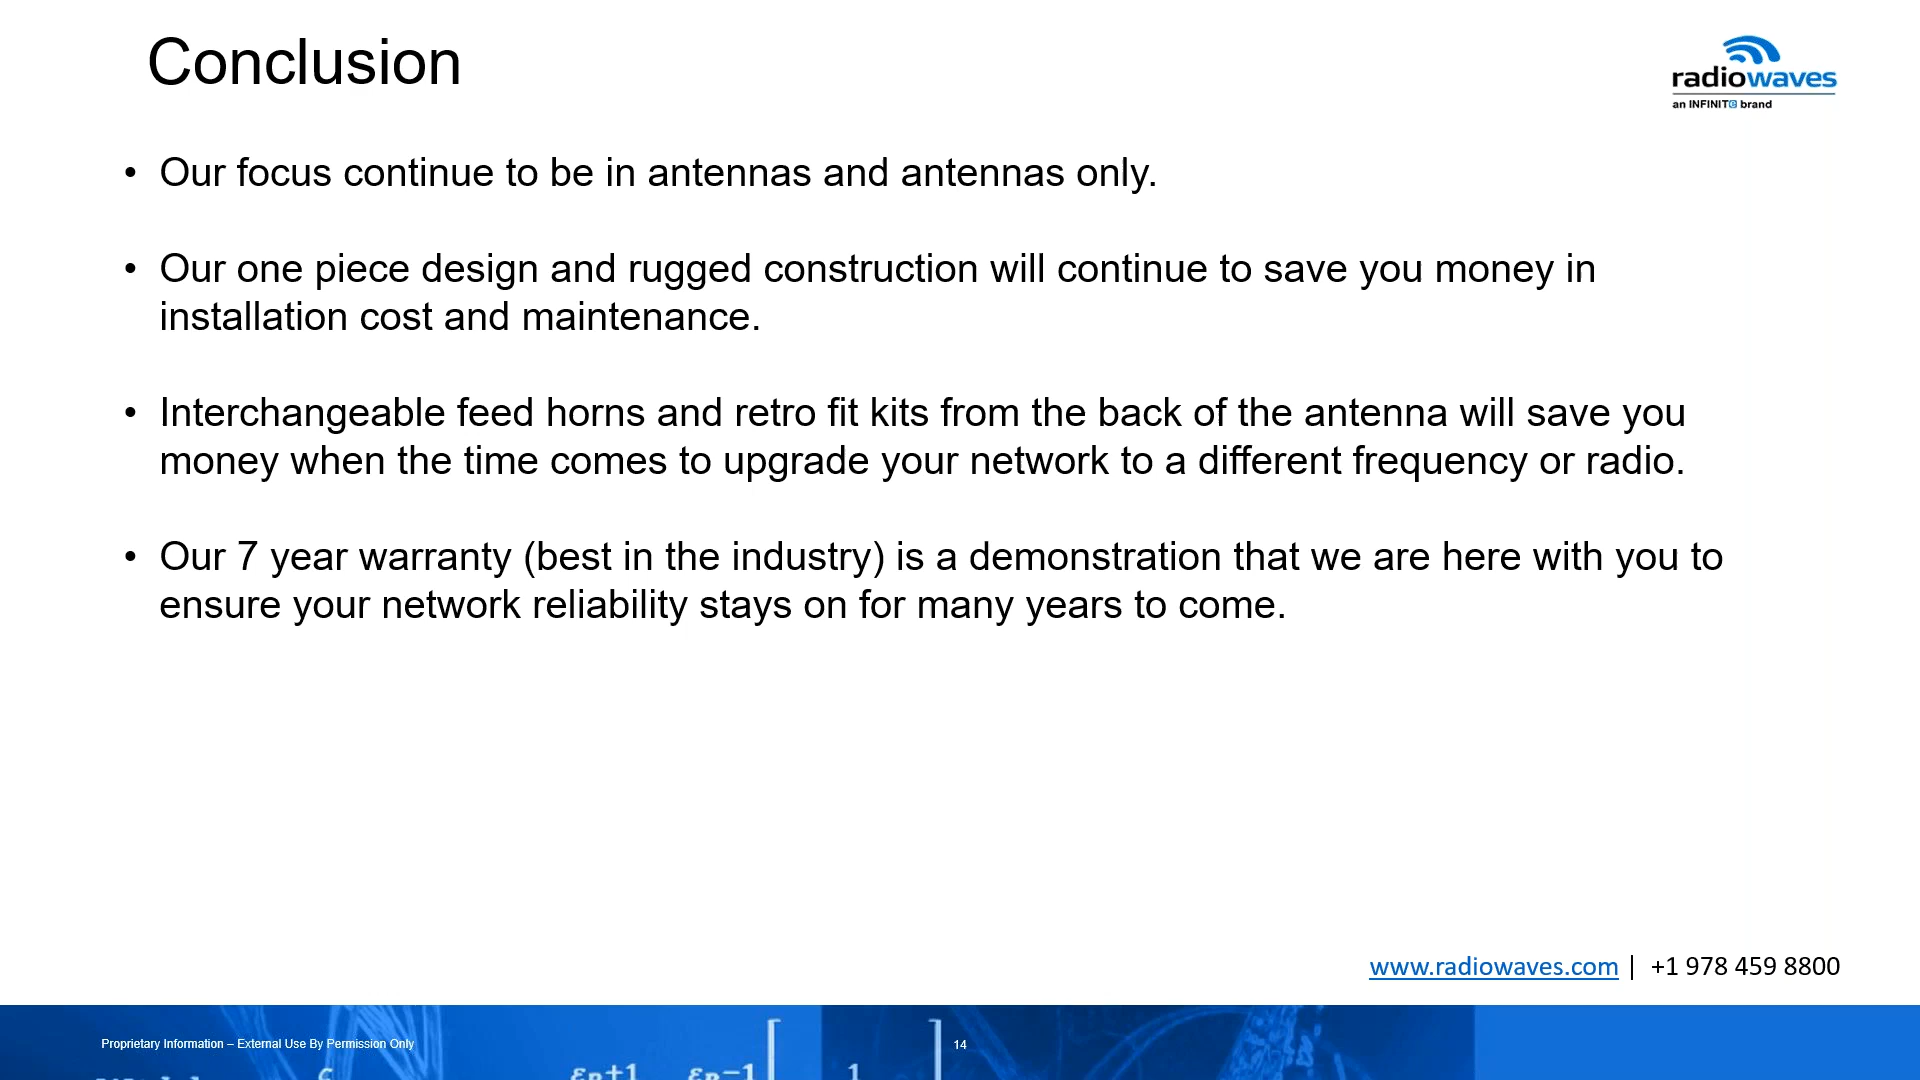 Conclusion
radiowaves
an INFINITe brand
• Our focus continue to be in antennas and antennas only.
• Our one piece design and rugged construction will continue to save you money in
installation cost and maintenance.
• Interchangeable feed horns and retro fit kits from the back of the antenna will save you
money when the time comes to upgrade your network to a different frequency or radio.
• Our 7 year warranty (best in the industry) is a demonstration that we are here with you to
ensure your network reliability stays on for many years to come.
www.radiowaves.com | +1 978 459 8800
Proprietary Information – External Use By Permission Only
14